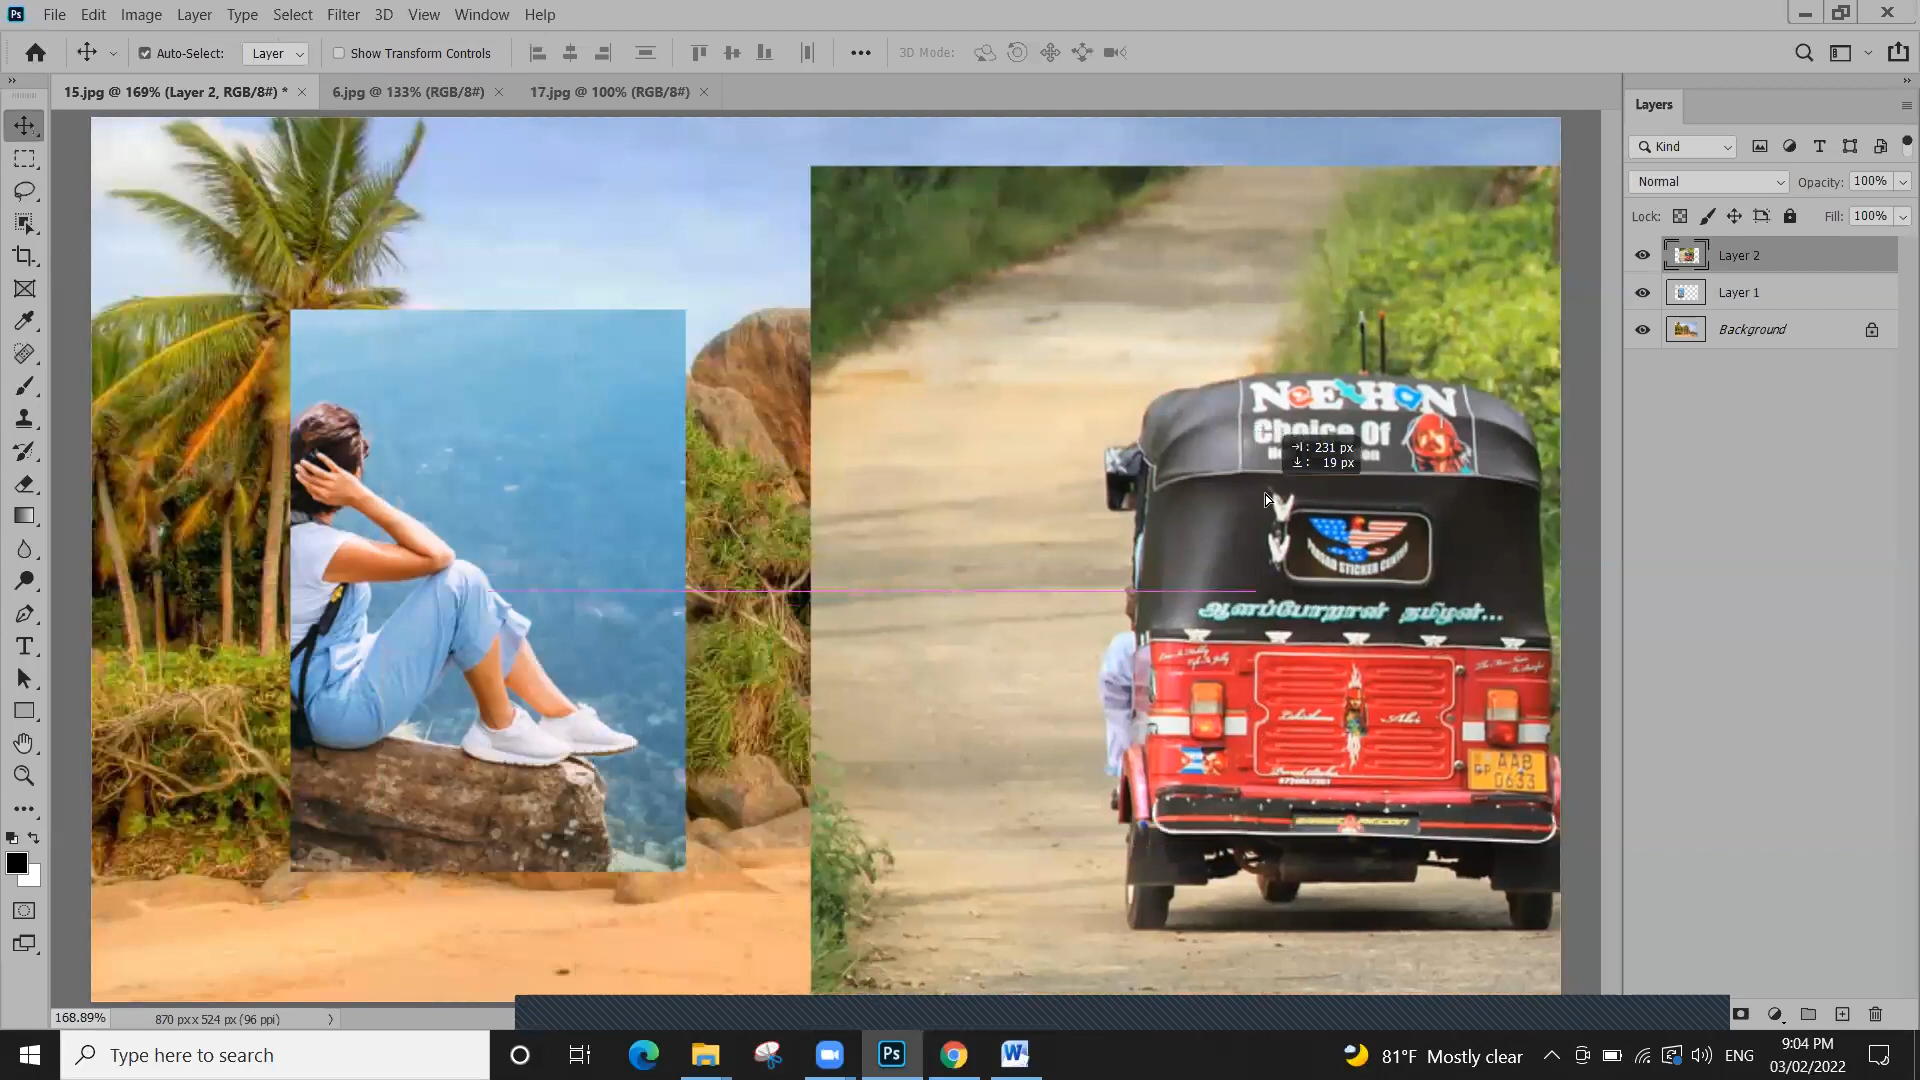 File Edit Image Layer Type Select Filter 3D View Window Help
Auto-Select: Layer Show Transform Controls 3D Mode:
15.jpg @ 169% (Layer 2, RGB/8#) * 6.jpg @ 133% (RGB/8#) 17.jpg @ 100% (RGB/8#)
Layers
Kind
Normal Opacity: 100%
Lock: Fill: 100%
Layer 2
Layer 1
Background
Choice Of
: 231 px
: 19 px
STICKER
ஆளப்போறான் தமிழன்...
AAB
0633
168.89% 870 px x 524 px (96 ppi)
Type here to search
81°F Mostly clear ENG
9:04 PM
03/02/2022